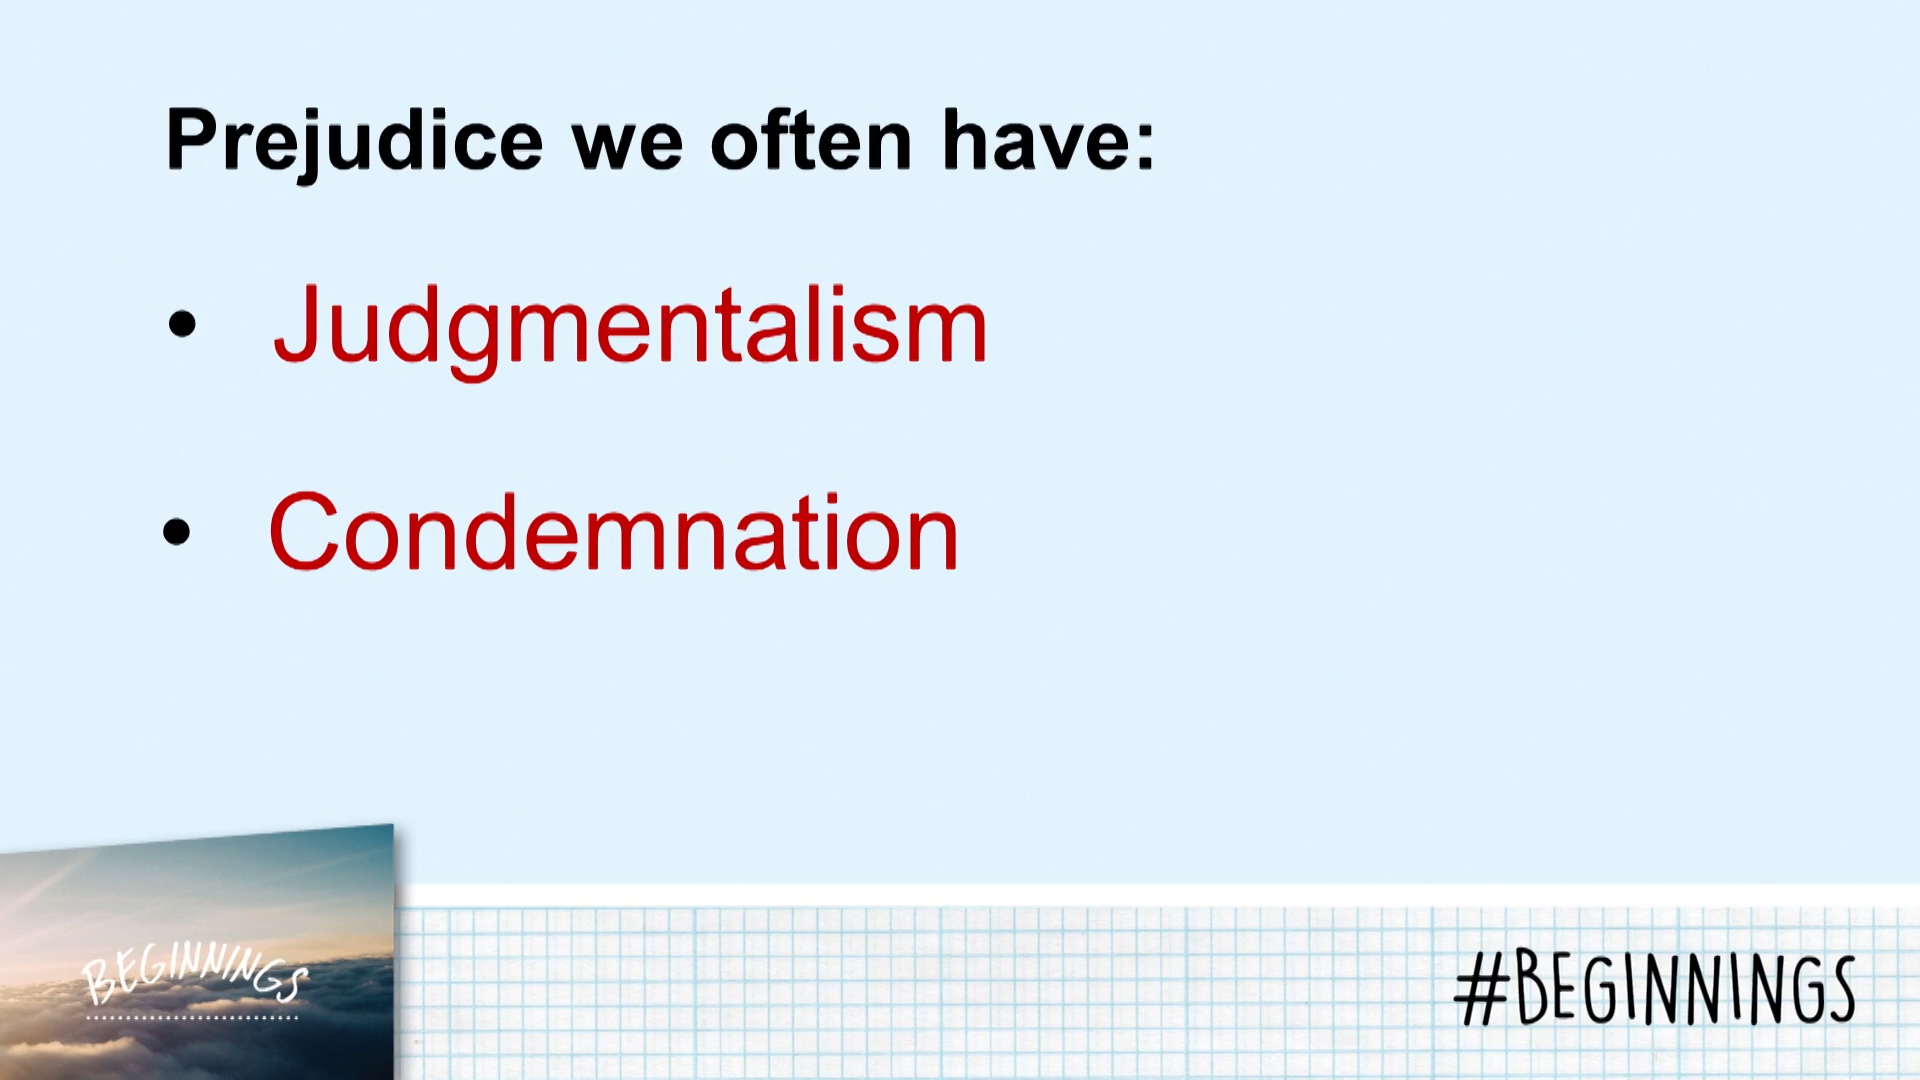 Prejudice we often have:
• Judgmentalism
• Condemnation
BEGINNINGS
#BEGINNINGS